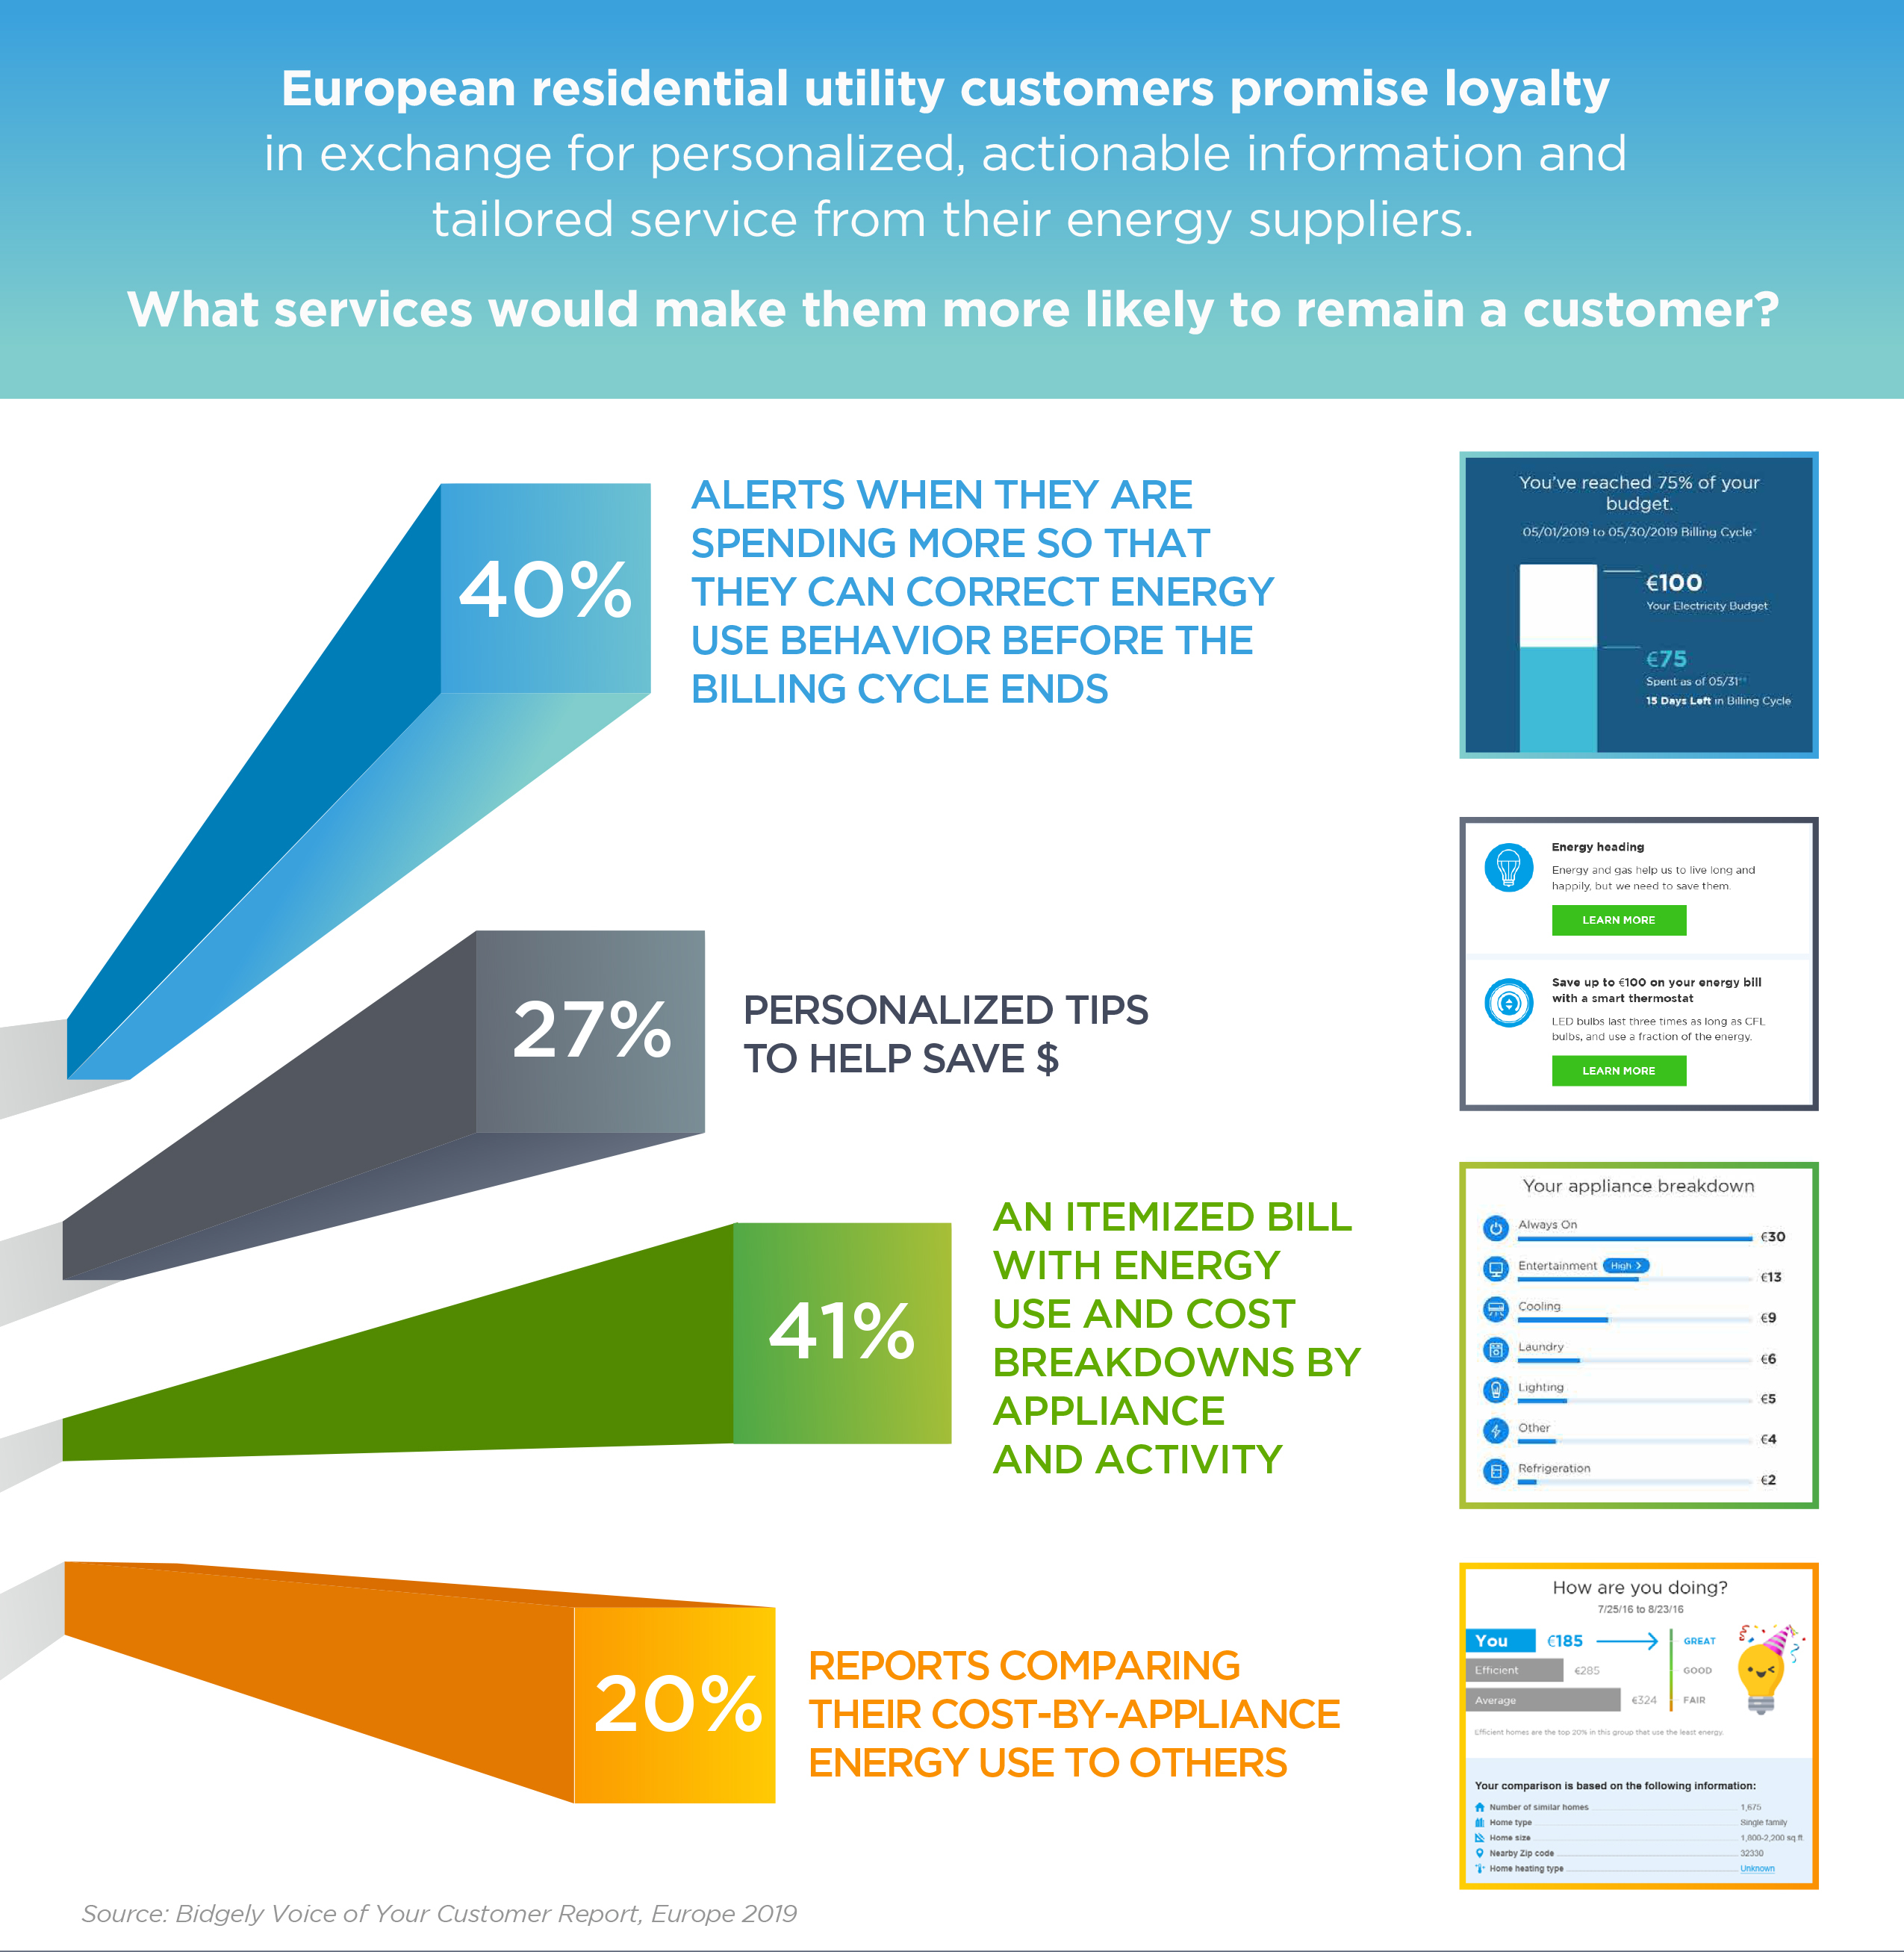 European residential utility customers promise loyalty
in exchange for personalized, actionable information and
tailored service from their energy suppliers.
What services would make them more likely to remain a customer?
40%
ALERTS WHEN THEY ARE
SPENDING MORE SO THAT
THEY CAN CORRECT ENERGY
USE BEHAVIOR BEFORE THE
BILLING CYCLE ENDS
You've reached 75% of your
budget.
05/01/2019 to 05/30/2019 Billing Cycle*
€100
Your Electricity Budget
€75
Spent as of 05/31**
15 Days Left in Billing Cycle
27%
PERSONALIZED TIPS
TO HELP SAVE $
Energy heading
Energy and gas help us to live long and
happily, but we need to save them.
LEARN MORE
Save up to €100 on your energy bill
with a smart thermostat
LED bulbs last three times as long as CFL
bulbs, and use a fraction of the energy.
LEARN MORE
41%
AN ITEMIZED BILL
WITH ENERGY
USE AND COST
BREAKDOWNS BY
APPLIANCE
AND ACTIVITY
Your appliance breakdown
Always On
€30
Entertainment High >
€13
Cooling
€9
Laundry
€6
Lighting
€5
Other
€4
Refrigeration
€2
20%
REPORTS COMPARING
THEIR COST-BY-APPLIANCE
ENERGY USE TO OTHERS
How are you doing?
7/25/16 to 8/23/16
You €185 GREAT
Efficient €285 GOOD
Average €324 FAIR
Efficient homes are the top 20% in this group that use the least energy.
Your comparison is based on the following information:
Number of similar homes 1,675
Home type Single family
Home size 1,800-2,200 sq.ft
Nearby Zip code 32330
Home heating type Unknown
Source: Bidgely Voice of Your Customer Report, Europe 2019